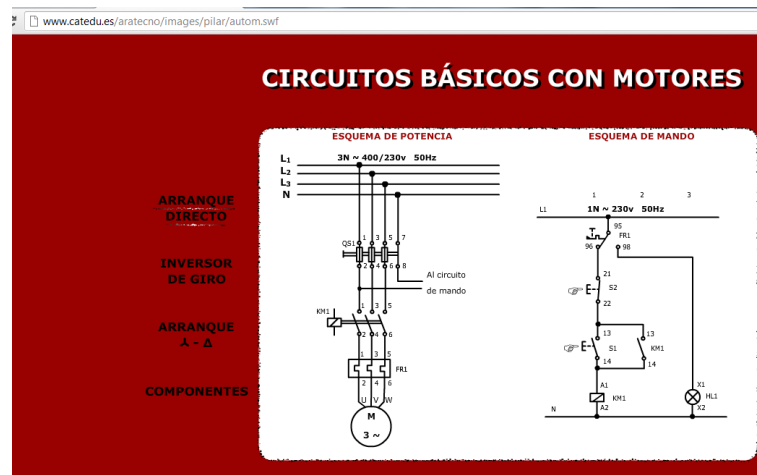 www.catedu.es/aratecno/images/pilar/autom.swf
CIRCUITOS BÁSICOS CON MOTORES
ARRANQUE
DIRECTO
INVERSOR
DE GIRO
ARRANQUE
⅄ - Δ
COMPONENTES
ESQUEMA DE POTENCIA
L1 3N ~ 400/230v 50Hz
L2
L3
N
1 3 5 7
QS1
2 4 6 8
Al circuito
de mando
1 3 5
KM1
2 4 6
1 3 5
FR1
2 4 6
U V W
M
3 ~
ESQUEMA DE MANDO
1 2 3
L1 1N ~ 230v 50Hz
95
FR1
96 98
21
S2
22
13 13
S1 KM1
14 14
A1 X1
KM1 HL1
A2 X2
N